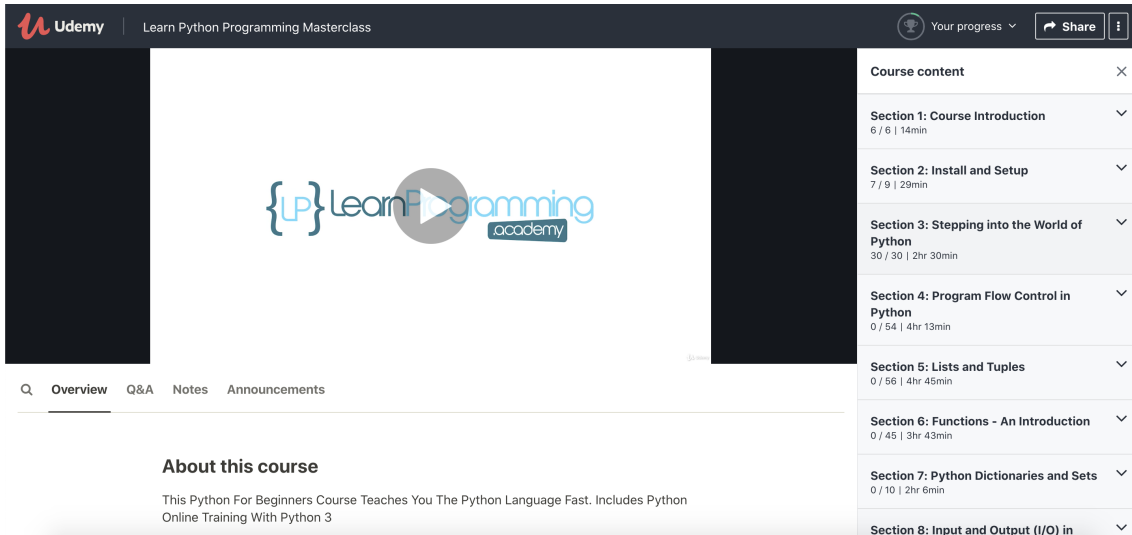 Udemy
Learn Python Programming Masterclass
Your progress
Share
{LP} LearnProgramming
.academy
Udemy
Overview
Q&A
Notes
Announcements
About this course
This Python For Beginners Course Teaches You The Python Language Fast. Includes Python
Online Training With Python 3
Course content
Section 1: Course Introduction
6 / 6 | 14min
Section 2: Install and Setup
7 / 9 | 29min
Section 3: Stepping into the World of
Python
30 / 30 | 2hr 30min
Section 4: Program Flow Control in
Python
0 / 54 | 4hr 13min
Section 5: Lists and Tuples
0 / 56 | 4hr 45min
Section 6: Functions - An Introduction
0 / 45 | 3hr 43min
Section 7: Python Dictionaries and Sets
0 / 10 | 2hr 6min
Section 8: Input and Output (I/O) in